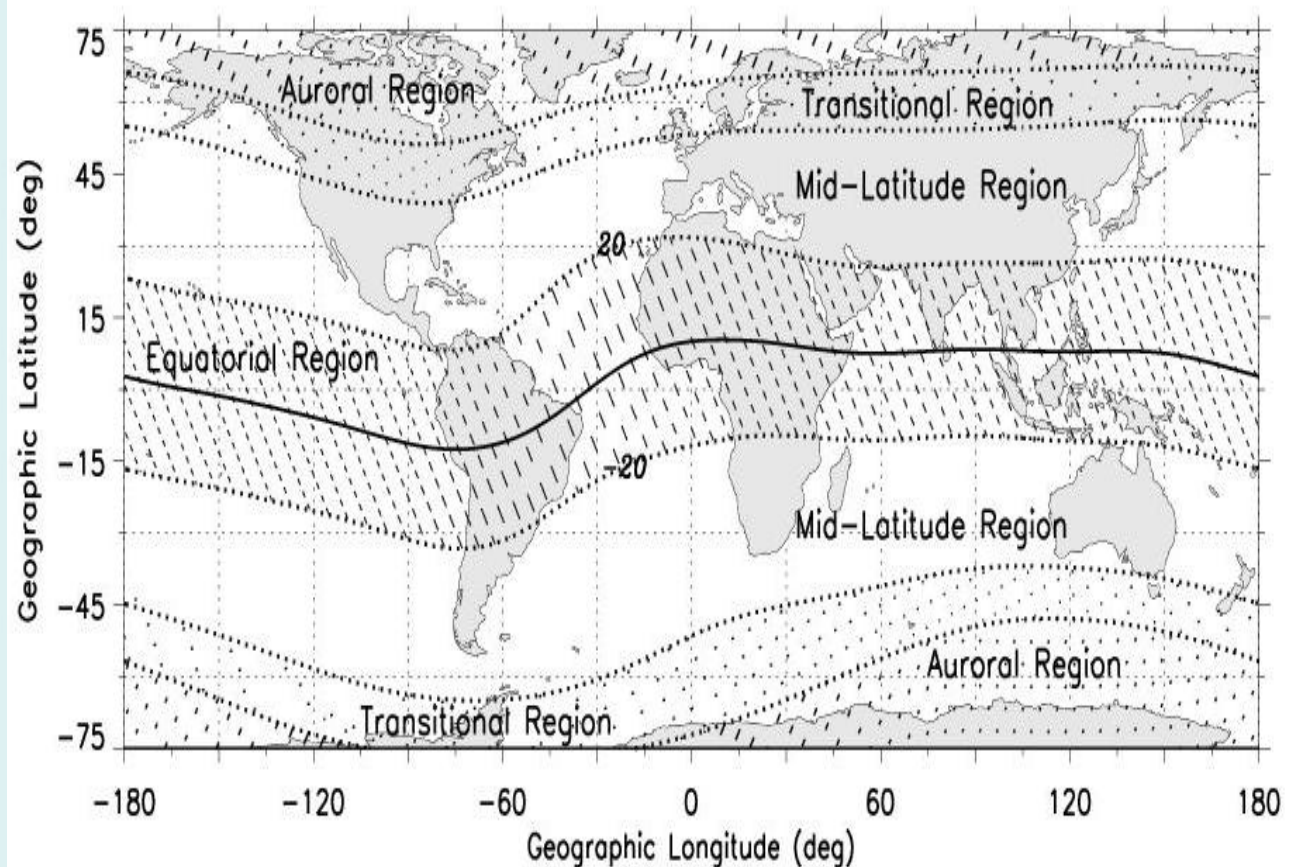 75
Auroral Region
Transitional Region
45
Mid-Latitude Region
20
15
Equatorial Region
-15
-20
Mid-Latitude Region
-45
Auroral Region
Transitional Region
-75
-180 -120 -60 0 60 120 180
Geographic Longitude (deg)
Geographic Latitude (deg)